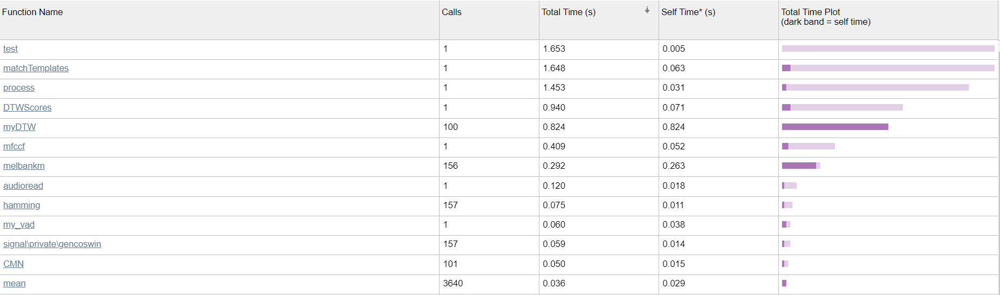 Function Name Calls Total Time (s) Self Time* (s) Total Time Plot
(dark band = self time)
test 1 1.653 0.005
matchTemplates 1 1.648 0.063
process 1 1.453 0.031
DTWScores 1 0.940 0.071
myDTW 100 0.824 0.824
mfccf 1 0.409 0.052
melbankm 156 0.292 0.263
audioread 1 0.120 0.018
hamming 157 0.075 0.011
my_vad 1 0.060 0.038
signal\private\gencoswin 157 0.059 0.014
CMN 101 0.050 0.015
mean 3640 0.036 0.029